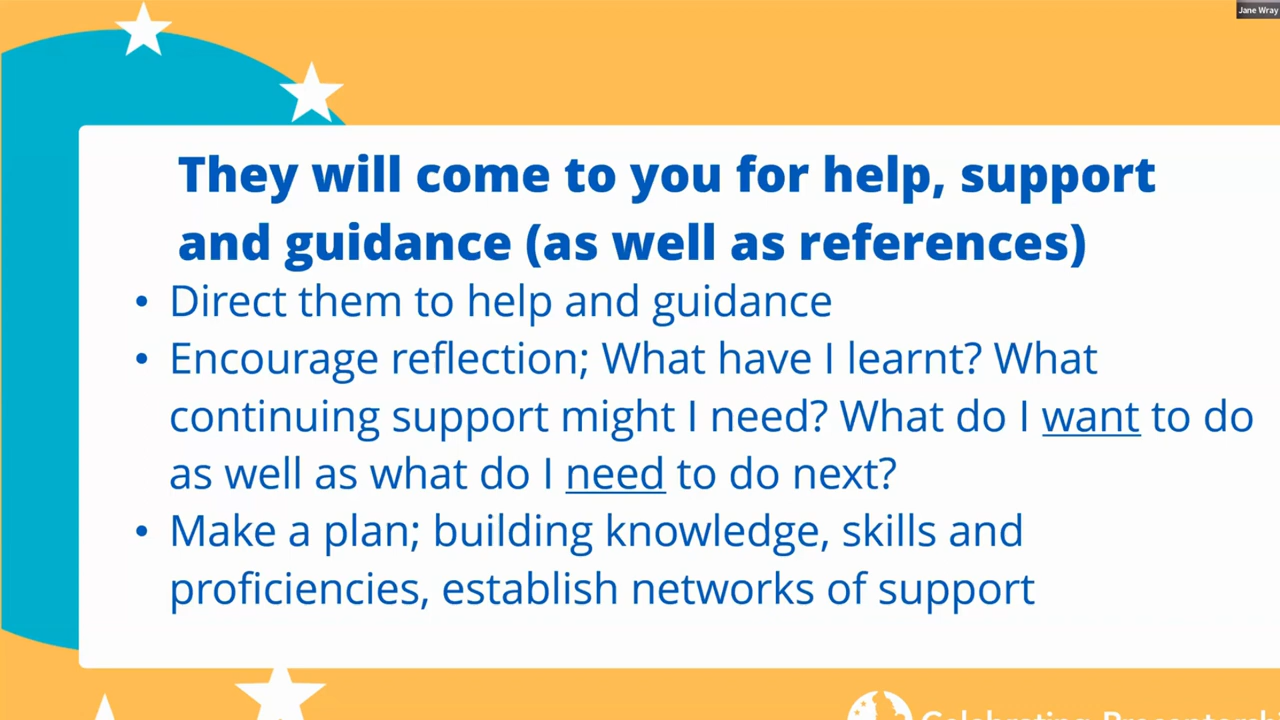 Jane Wray
They will come to you for help, support
and guidance (as well as references)
• Direct them to help and guidance
• Encourage reflection; What have I learnt? What
continuing support might I need? What do I want to do
as well as what do I need to do next?
• Make a plan; building knowledge, skills and
proficiencies, establish networks of support
Celebrating